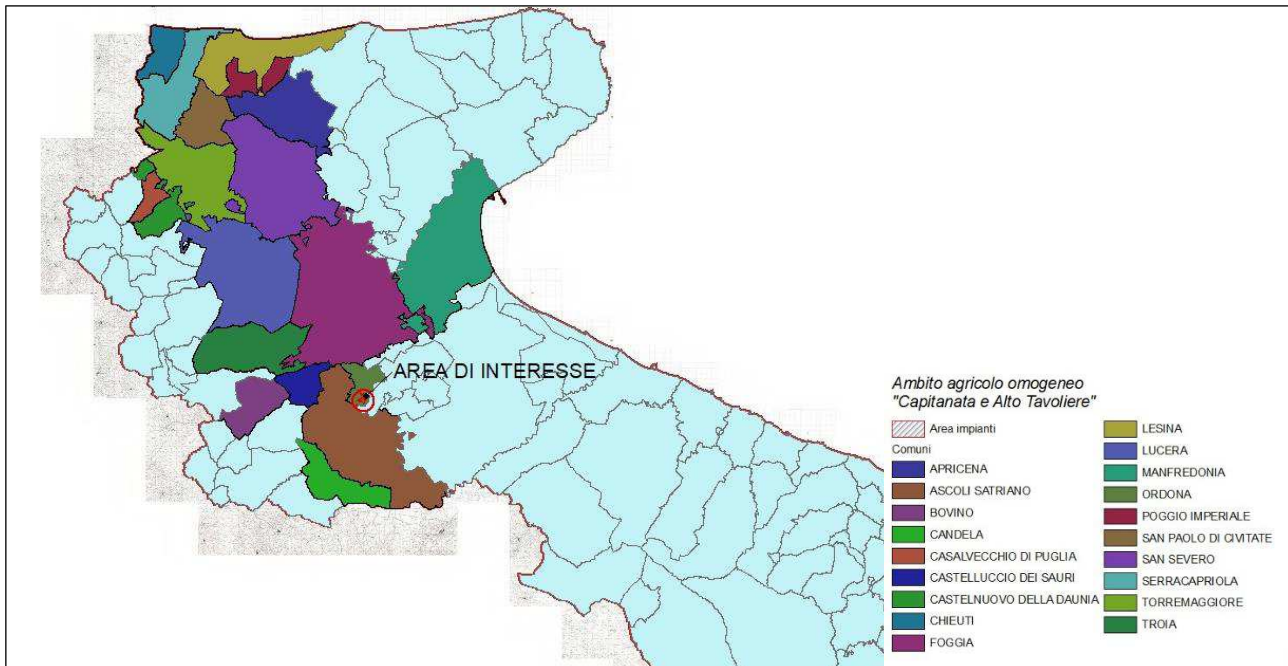 AREA DI INTERESSE
Ambito agricolo omogeneo
"Capitanata e Alto Tavoliere"
Area impianti
Comuni
APRICENA
ASCOLI SATRIANO
BOVINO
CANDELA
CASALVECCHIO DI PUGLIA
CASTELLUCCIO DEI SAURI
CASTELNUOVO DELLA DAUNIA
CHIEUTI
FOGGIA
LESINA
LUCERA
MANFREDONIA
ORDONA
POGGIO IMPERIALE
SAN PAOLO DI CIVITATE
SAN SEVERO
SERRACAPRIOLA
TORREMAGGIORE
TROIA